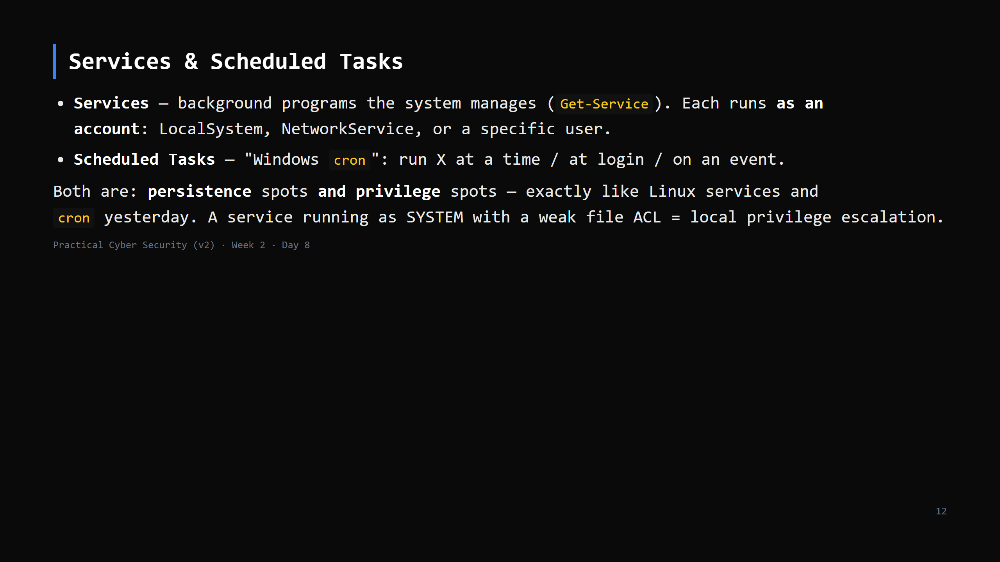 Services & Scheduled Tasks
• Services — background programs the system manages (Get-Service). Each runs as an
account: LocalSystem, NetworkService, or a specific user.
• Scheduled Tasks — "Windows cron": run X at a time / at login / on an event.
Both are: persistence spots and privilege spots — exactly like Linux services and
cron yesterday. A service running as SYSTEM with a weak file ACL = local privilege escalation.
Practical Cyber Security (v2) · Week 2 · Day 8
12